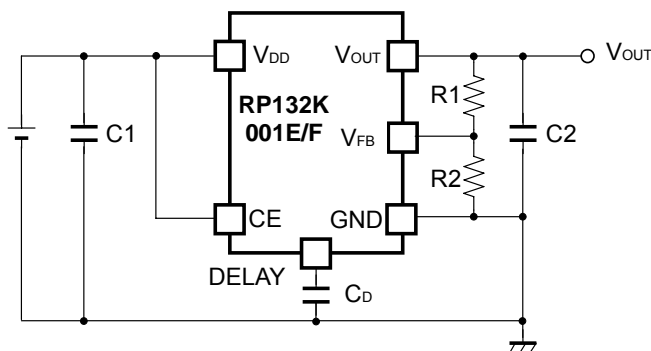 VDD
VOUT
VOUT
RP132K
001E/F
R1
C1
VFB
C2
R2
CE
GND
DELAY
CD